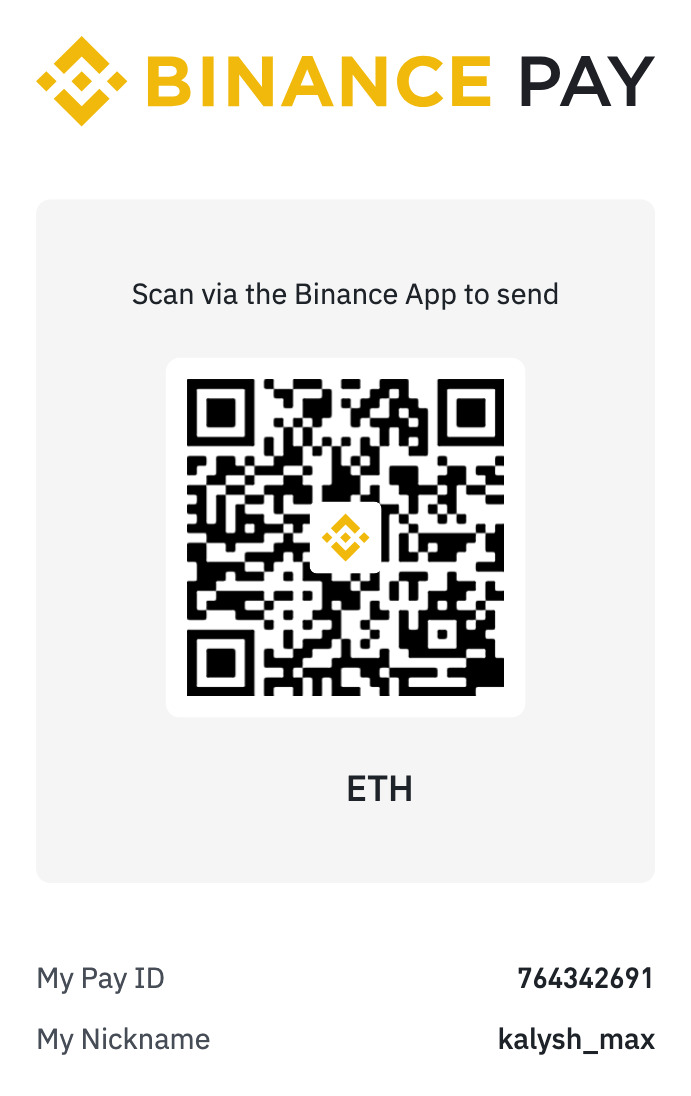 BINANCE PAY
Scan via the Binance App to send
ETH
My Pay ID 764342691
My Nickname kalysh_max